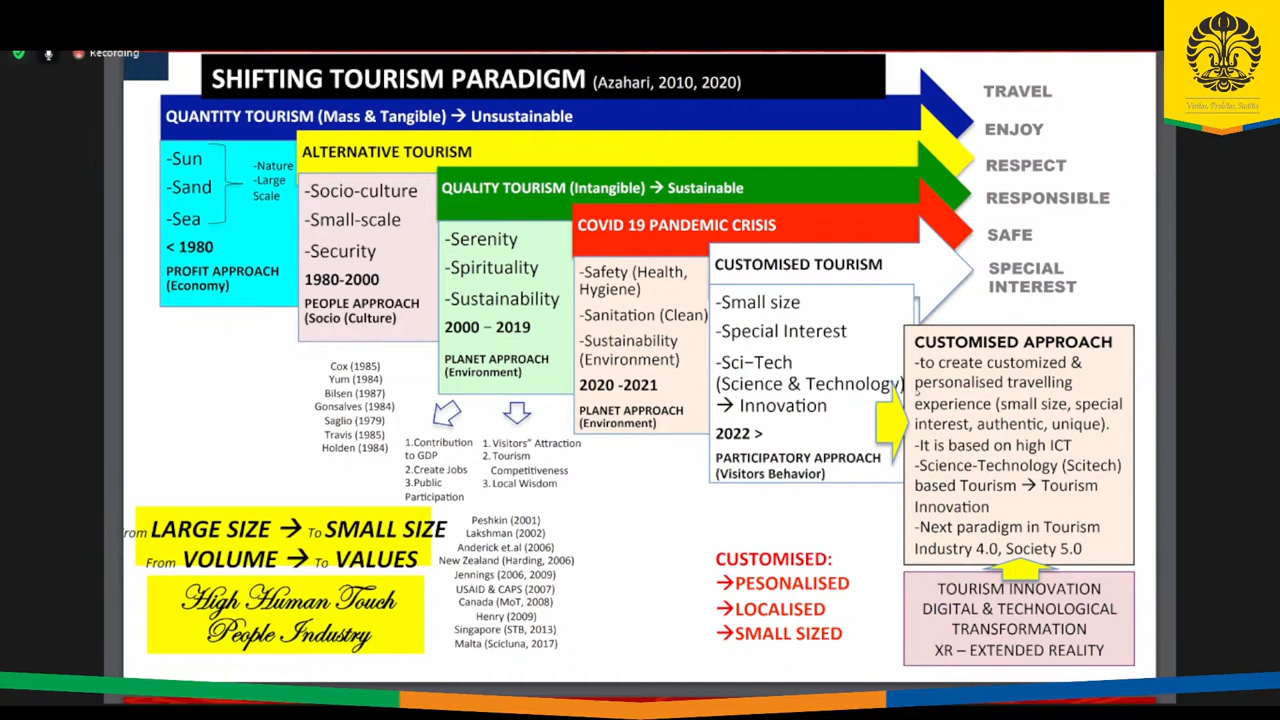 Recording
Veritas, Probitas, Iustitia
SHIFTING TOURISM PARADIGM (Azahari, 2010, 2020)
QUANTITY TOURISM (Mass & Tangible) → Unsustainable
-Sun
-Sand
-Sea
-Nature
-Large
Scale
< 1980
PROFIT APPROACH
(Economy)
ALTERNATIVE TOURISM
-Socio-culture
-Small-scale
-Security
1980-2000
PEOPLE APPROACH
(Socio (Culture)
Cox (1985)
Yum (1984)
Bilsen (1987)
Gonsalves (1984)
Saglio (1979)
Travis (1985)
Holden (1984)
QUALITY TOURISM (Intangible) → Sustainable
-Serenity
-Spirituality
-Sustainability
2000 – 2019
PLANET APPROACH
(Environment)
1.Contribution
to GDP
2.Create Jobs
3.Public
Participation
1. Visitors" Attraction
2. Tourism
Competitiveness
3. Local Wisdom
Peshkin (2001)
Lakshman (2002)
Anderick et.al (2006)
New Zealand (Harding, 2006)
Jennings (2006, 2009)
USAID & CAPS (2007)
Canada (MoT, 2008)
Henry (2009)
Singapore (STB, 2013)
Malta (Scicluna, 2017)
COVID 19 PANDEMIC CRISIS
-Safety (Health,
Hygiene)
-Sanitation (Clean)
-Sustainability
(Environment)
2020 -2021
PLANET APPROACH
(Environment)
CUSTOMISED TOURISM
-Small size
-Special Interest
-Sci–Tech
(Science & Technology)
→ Innovation
2022 >
PARTICIPATORY APPROACH
(Visitors Behavior)
TRAVEL
ENJOY
RESPECT
RESPONSIBLE
SAFE
SPECIAL
INTEREST
CUSTOMISED APPROACH
-to create customized &
personalised travelling
experience (small size, special
interest, authentic, unique).
-It is based on high ICT
-Science-Technology (Scitech)
based Tourism → Tourism
Innovation
-Next paradigm in Tourism
Industry 4.0, Society 5.0
From LARGE SIZE → To SMALL SIZE
From VOLUME → To VALUES
High Human Touch
People Industry
CUSTOMISED:
→PESONALISED
→LOCALISED
→SMALL SIZED
TOURISM INNOVATION
DIGITAL & TECHNOLOGICAL
TRANSFORMATION
XR – EXTENDED REALITY